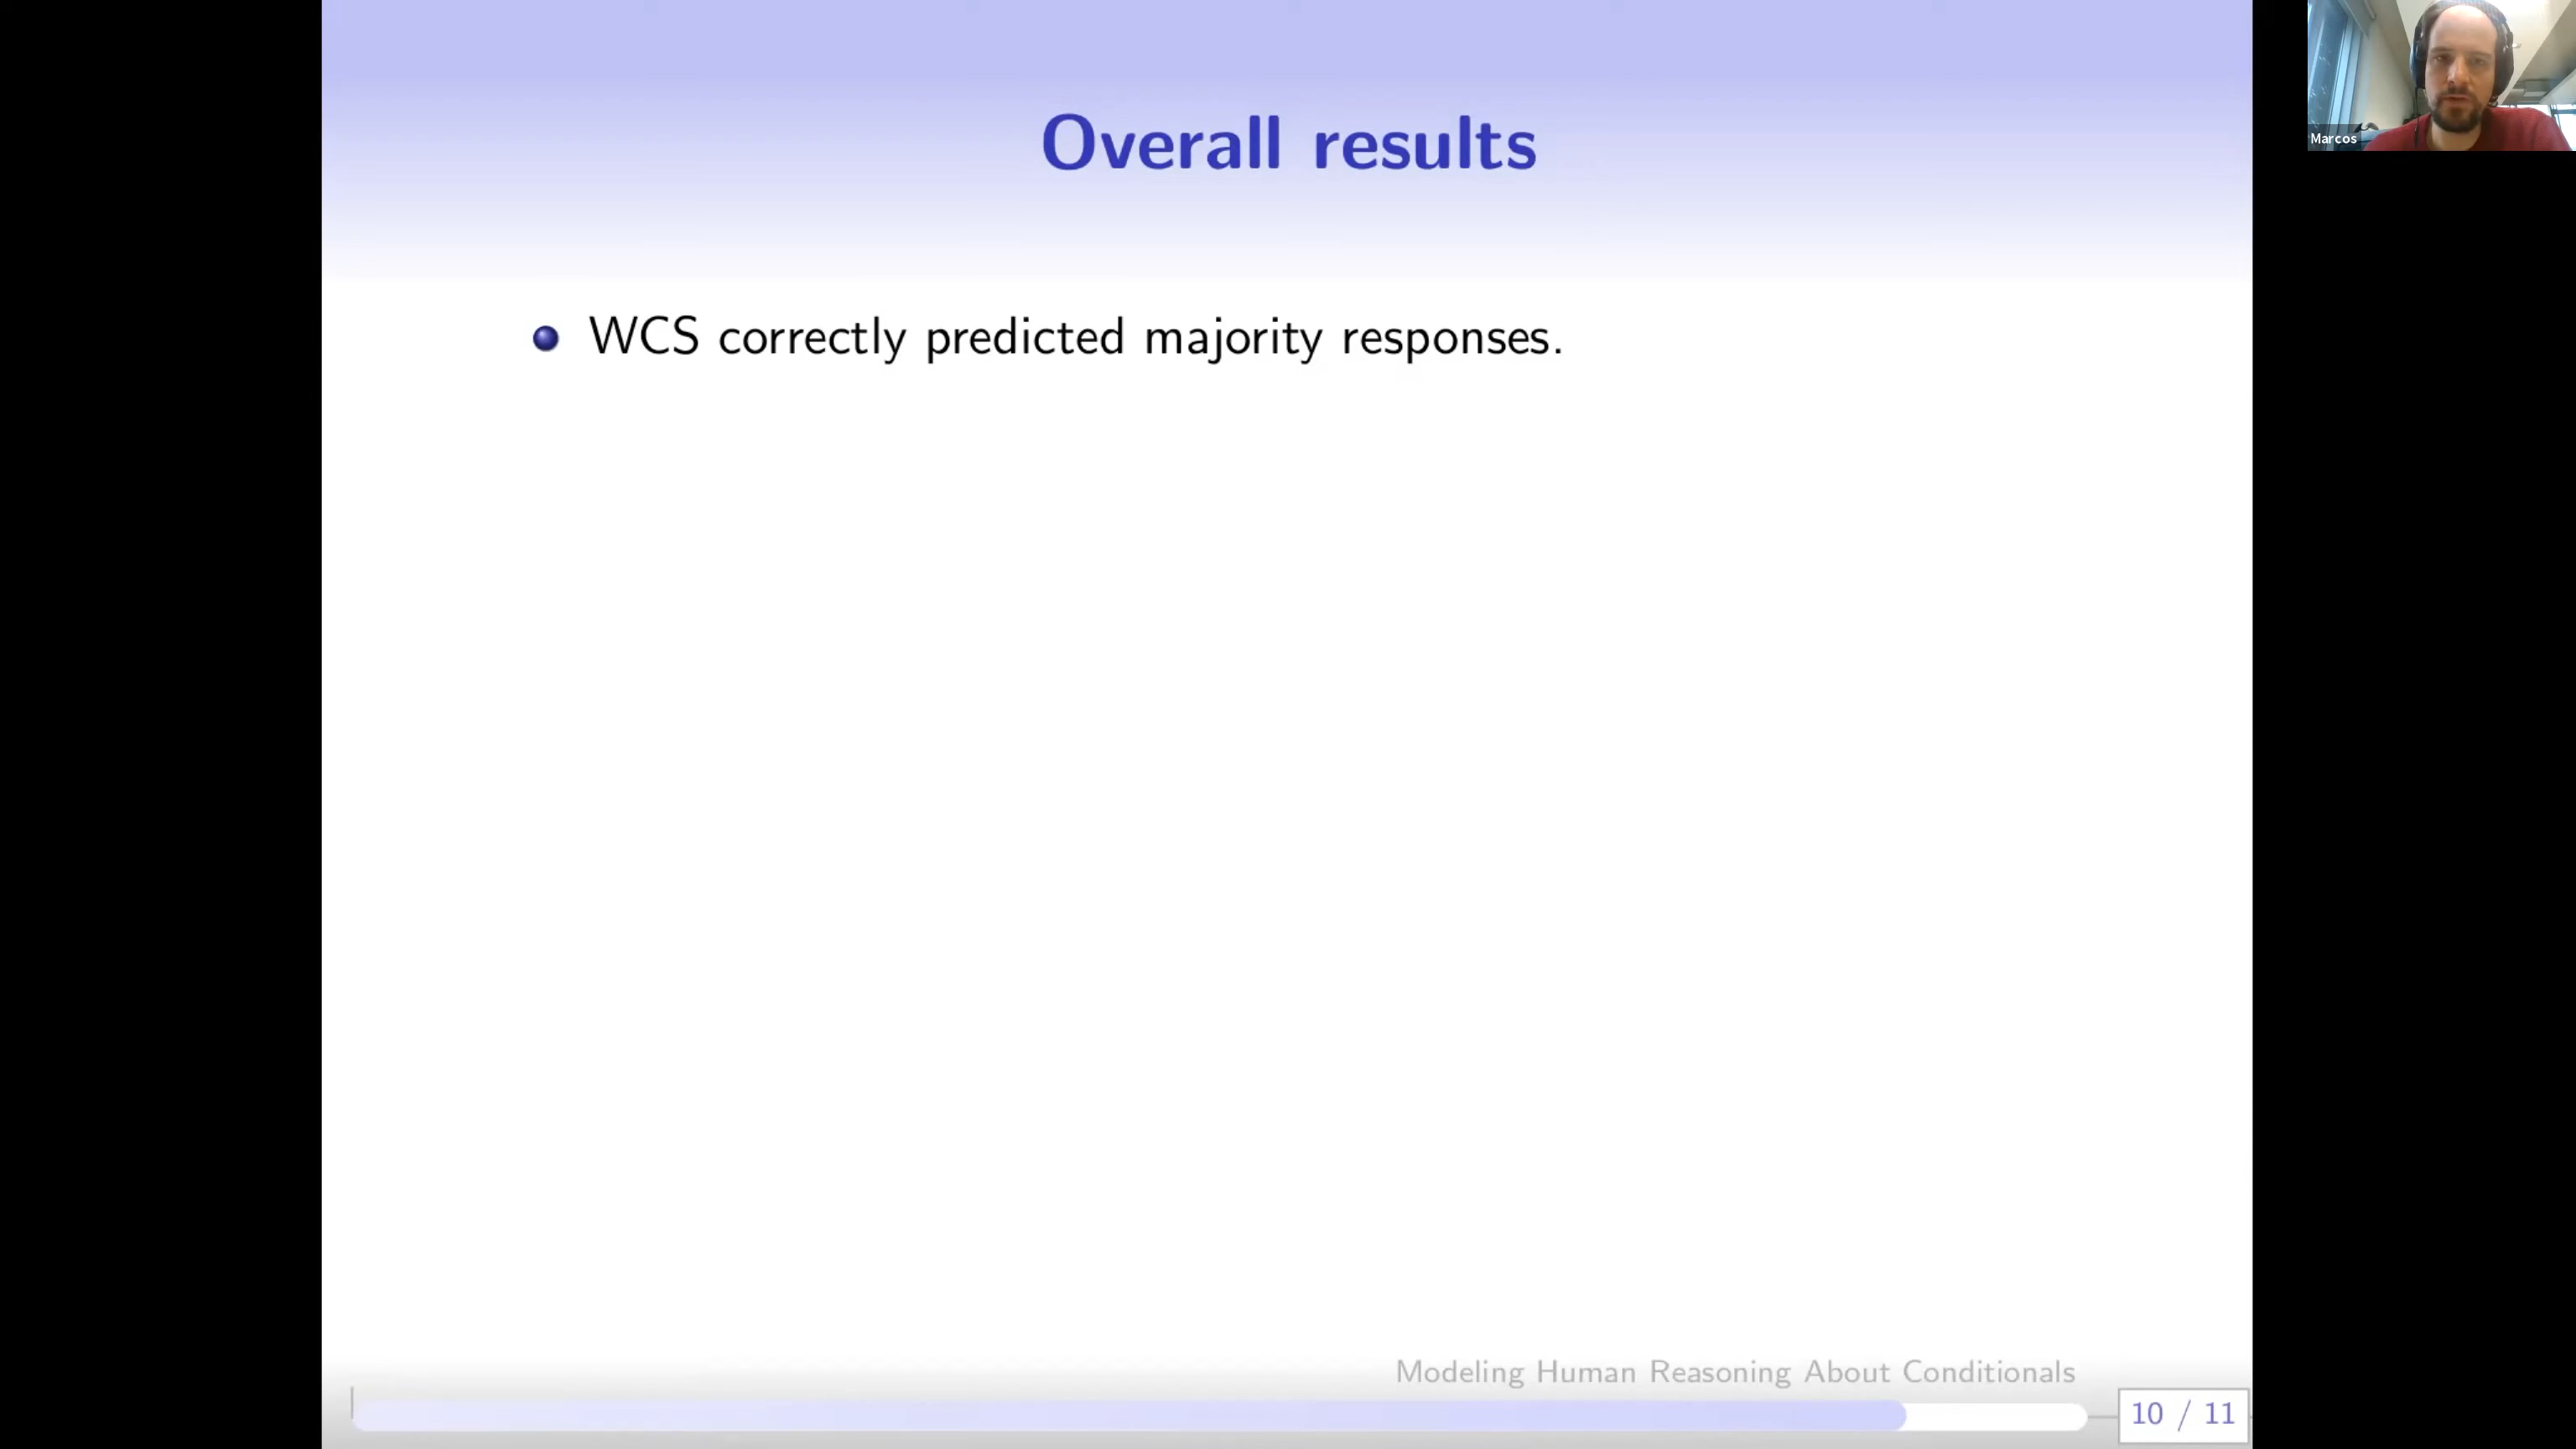 Overall results
Marcos
WCS correctly predicted majority responses.
Modeling Human Reasoning About Conditionals
10 / 11